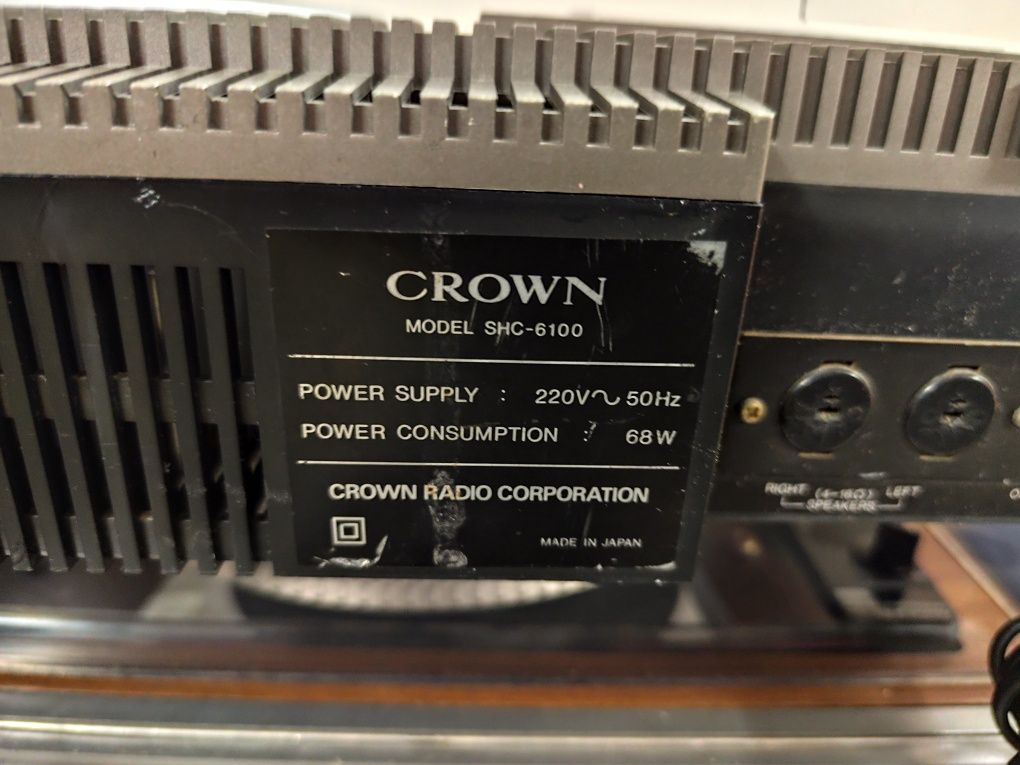 CROWN
MODEL SHC-6100
POWER SUPPLY : 220V～ 50Hz
POWER CONSUMPTION : 68W
CROWN RADIO CORPORATION
MADE IN JAPAN
RIGHT (4-16Ω) LEFT
SPEAKERS